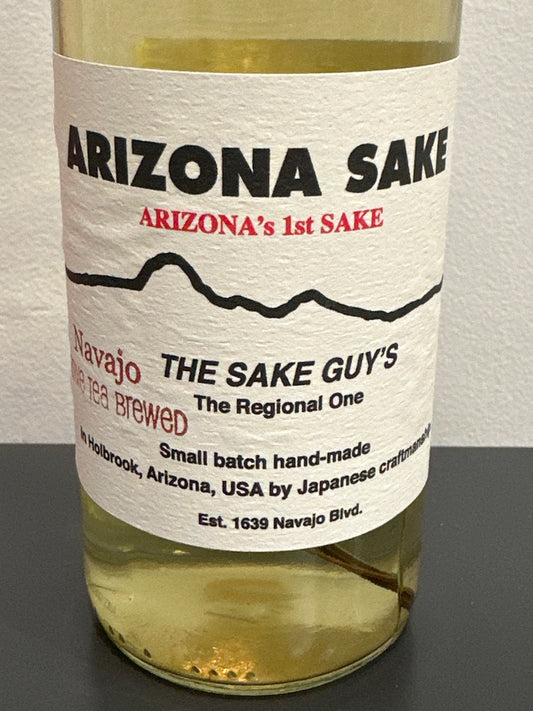 ARIZONA SAKE
ARIZONA's 1st SAKE
Navajo
Tea BREWED
THE SAKE GUY'S
The Regional One
Small batch hand-made
In Holbrook, Arizona, USA by Japanese
Est. 1639 Navajo Blvd.